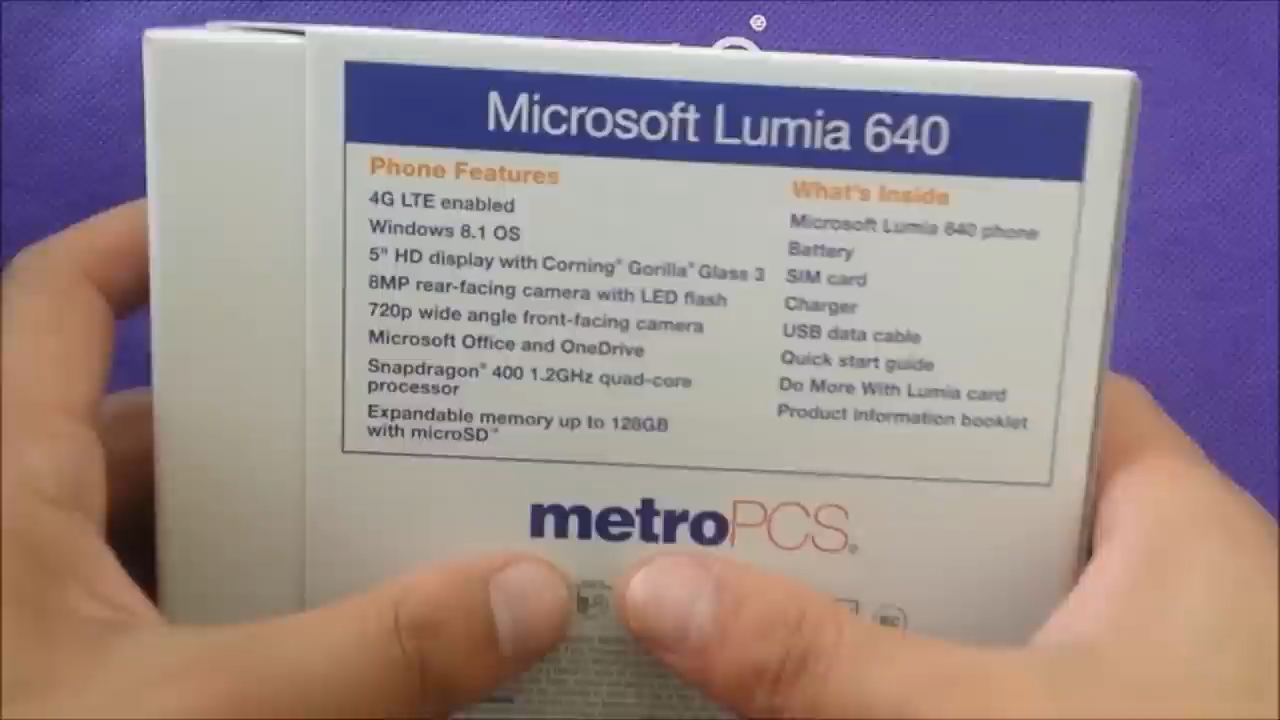 Microsoft Lumia 640
Phone Features
4G LTE enabled
Windows 8.1 OS
5" HD display with Corning® Gorilla® Glass 3
8MP rear-facing camera with LED flash
720p wide angle front-facing camera
Microsoft Office and OneDrive
Snapdragon® 400 1.2GHz quad-core
processor
Expandable memory up to 128GB
with microSD™
What's Inside
Microsoft Lumia 640 phone
Battery
SIM card
Charger
USB data cable
Quick start guide
Do More With Lumia card
Product information booklet
metroPCS®